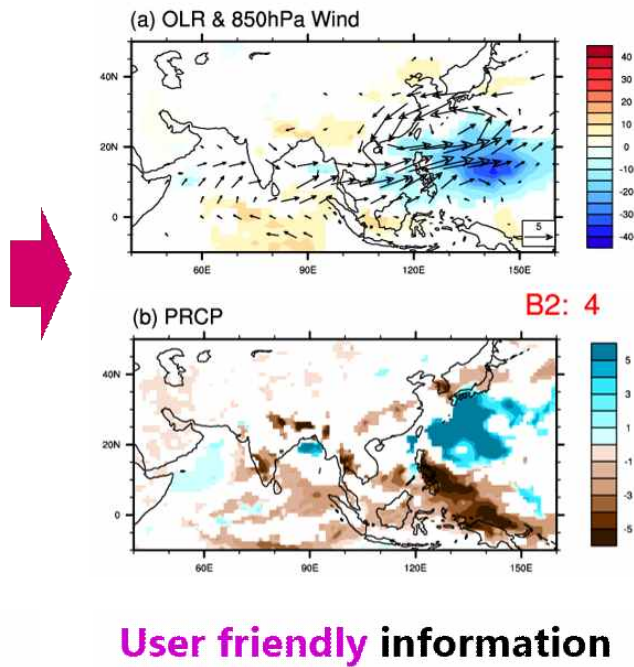 (a) OLR & 850hPa Wind
50N
40N
20N
0
60E
90E
120E
150E
5
40
30
20
10
0
-10
-20
-30
-40
B2: 4
(b) PRCP
40N
20N
0
60E
90E
120E
150E
5
3
1
-1
-3
-5
User friendly information